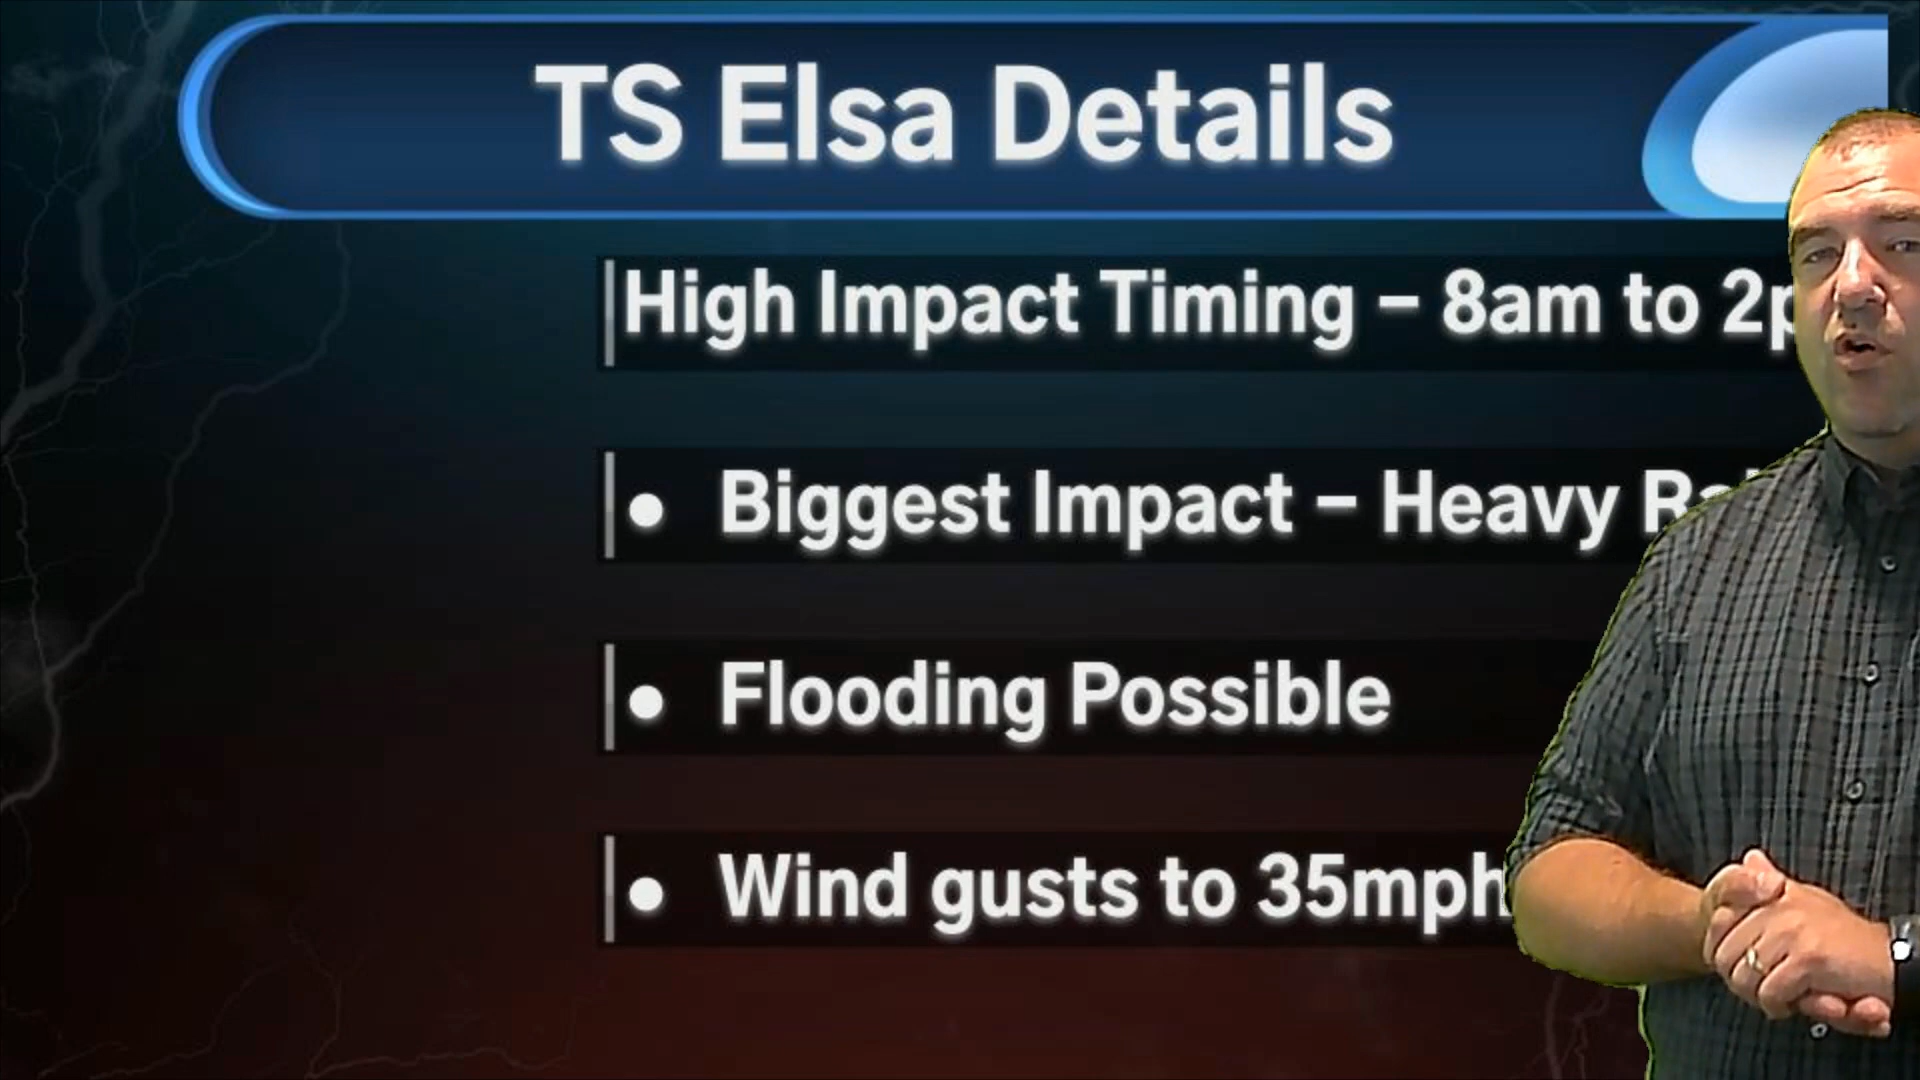 TS Elsa Details
High Impact Timing – 8am to
• Biggest Impact – Heavy
• Flooding Possible
• Wind gusts to 35mph